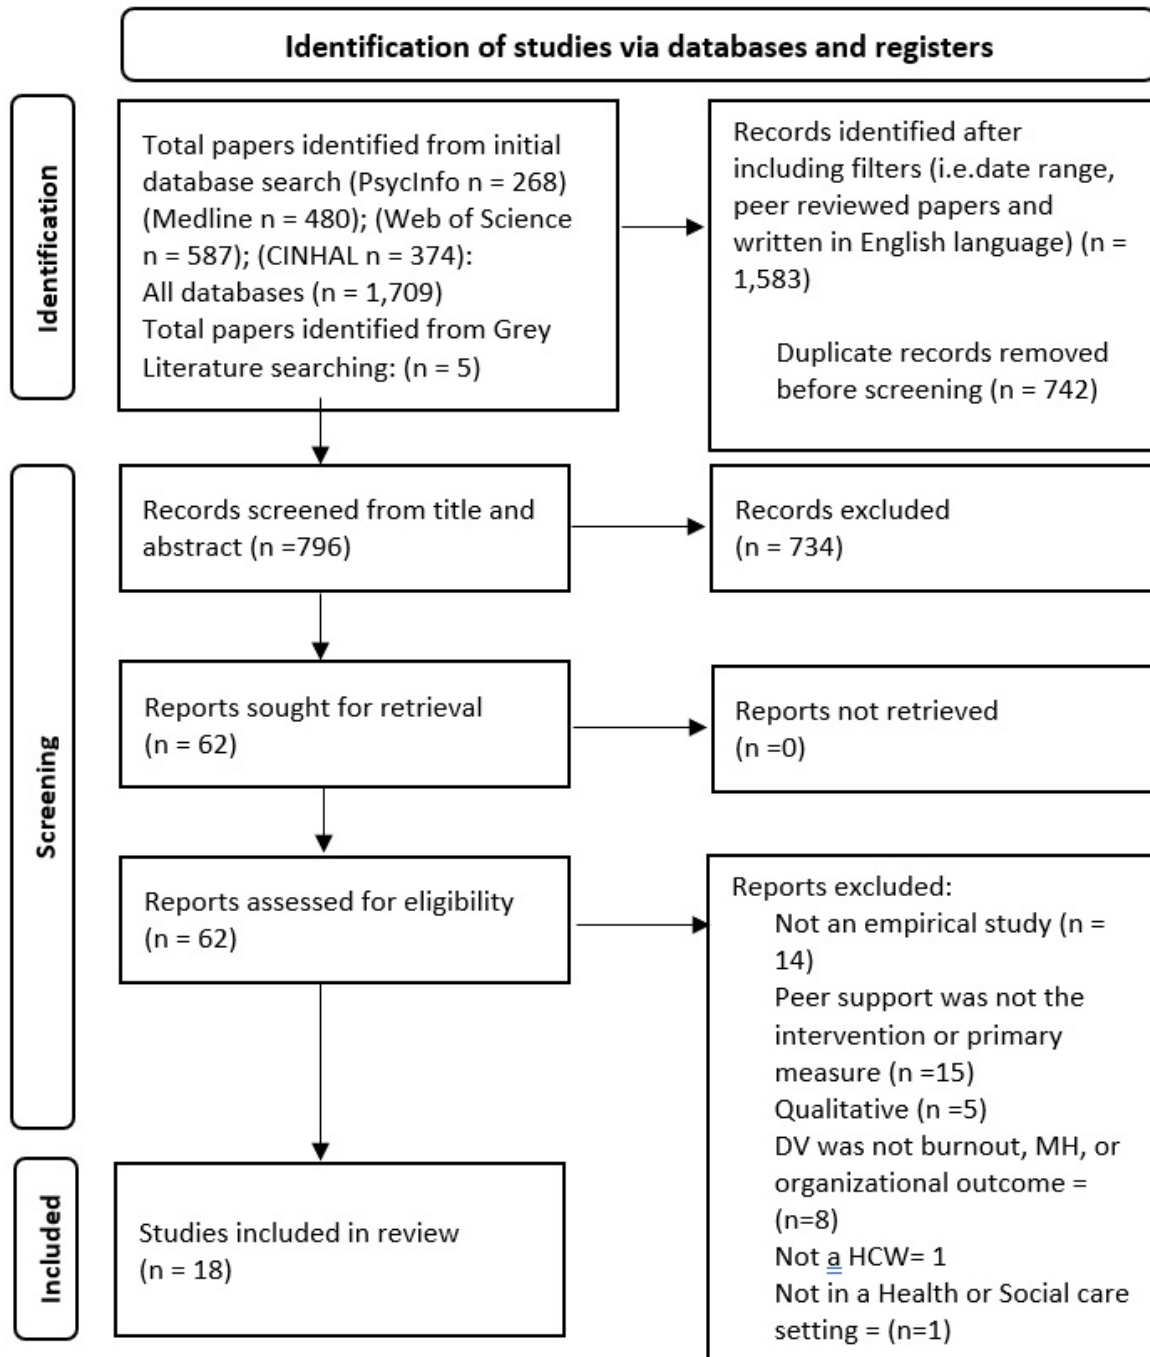 Identification of studies via databases and registers
Identification
Total papers identified from initial
database search (PsycInfo n = 268)
(Medline n = 480); (Web of Science
n = 587); (CINHAL n = 374):
All databases (n = 1,709)
Total papers identified from Grey
Literature searching: (n = 5)
Records identified after
including filters (i.e.date range,
peer reviewed papers and
written in English language) (n =
1,583)
Duplicate records removed
before screening (n = 742)
Screening
Records screened from title and
abstract (n =796)
Records excluded
(n = 734)
Reports sought for retrieval
(n = 62)
Reports not retrieved
(n =0)
Reports assessed for eligibility
(n = 62)
Reports excluded:
Not an empirical study (n =
14)
Peer support was not the
intervention or primary
measure (n =15)
Qualitative (n =5)
DV was not burnout, MH, or
organizational outcome =
(n=8)
Not a HCW= 1
Not in a Health or Social care
setting = (n=1)
Included
Studies included in review
(n = 18)